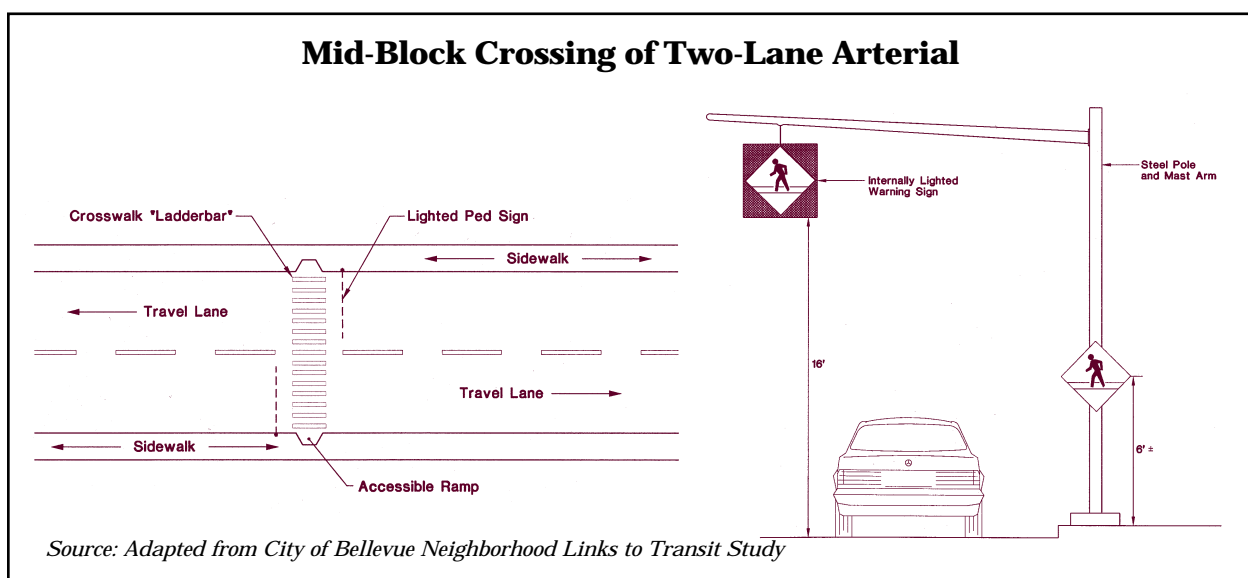 Mid-Block Crossing of Two-Lane Arterial
Crosswalk "Ladderbar"
Lighted Ped Sign
Sidewalk
Travel Lane
Travel Lane
Sidewalk
Accessible Ramp
Internally Lighted
Warning Sign
Steel Pole
and Mast Arm
16'
6' ±
Source: Adapted from City of Bellevue Neighborhood Links to Transit Study